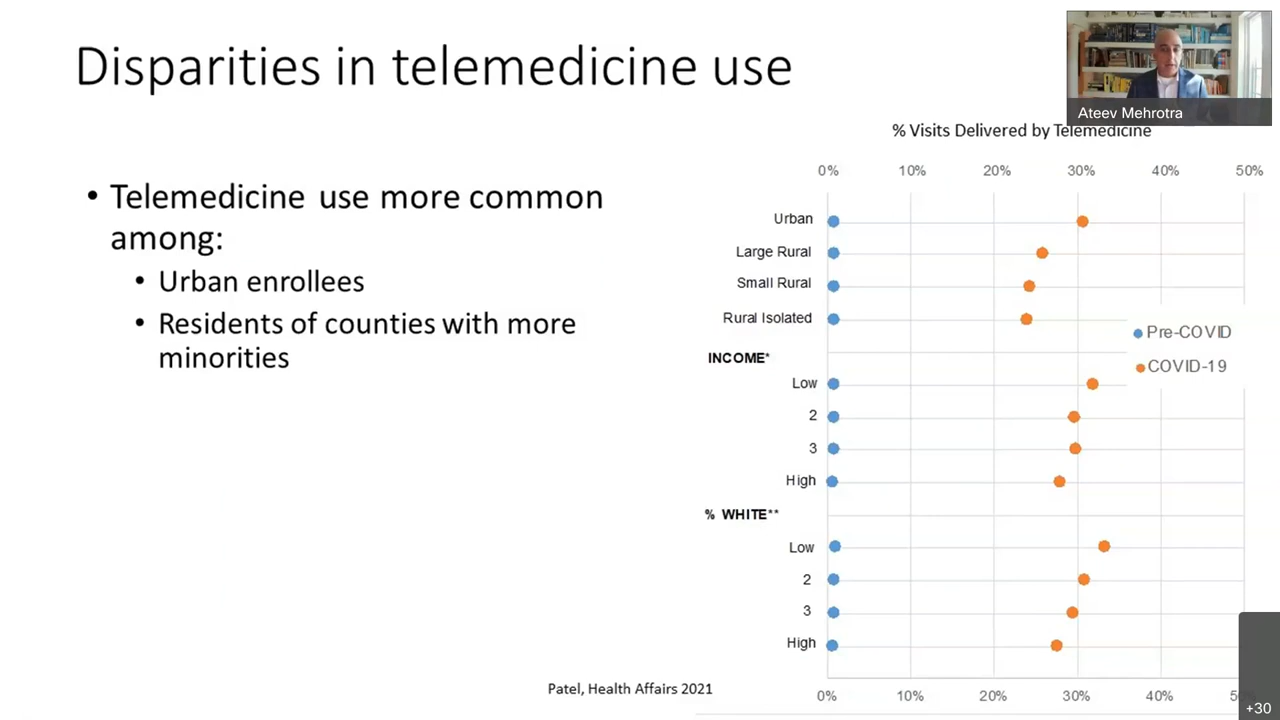 Disparities in telemedicine use
Ateev Mehrotra
• Telemedicine use more common
among:
• Urban enrollees
• Residents of counties with more
minorities
% Visits Delivered by Telemedicine
0% 10% 20% 30% 40% 50%
Urban
Large Rural
Small Rural
Rural Isolated
Pre-COVID
COVID-19
INCOME*
Low
2
3
High
% WHITE**
Low
2
3
High
0% 10% 20% 30% 40%
Patel, Health Affairs 2021
+30